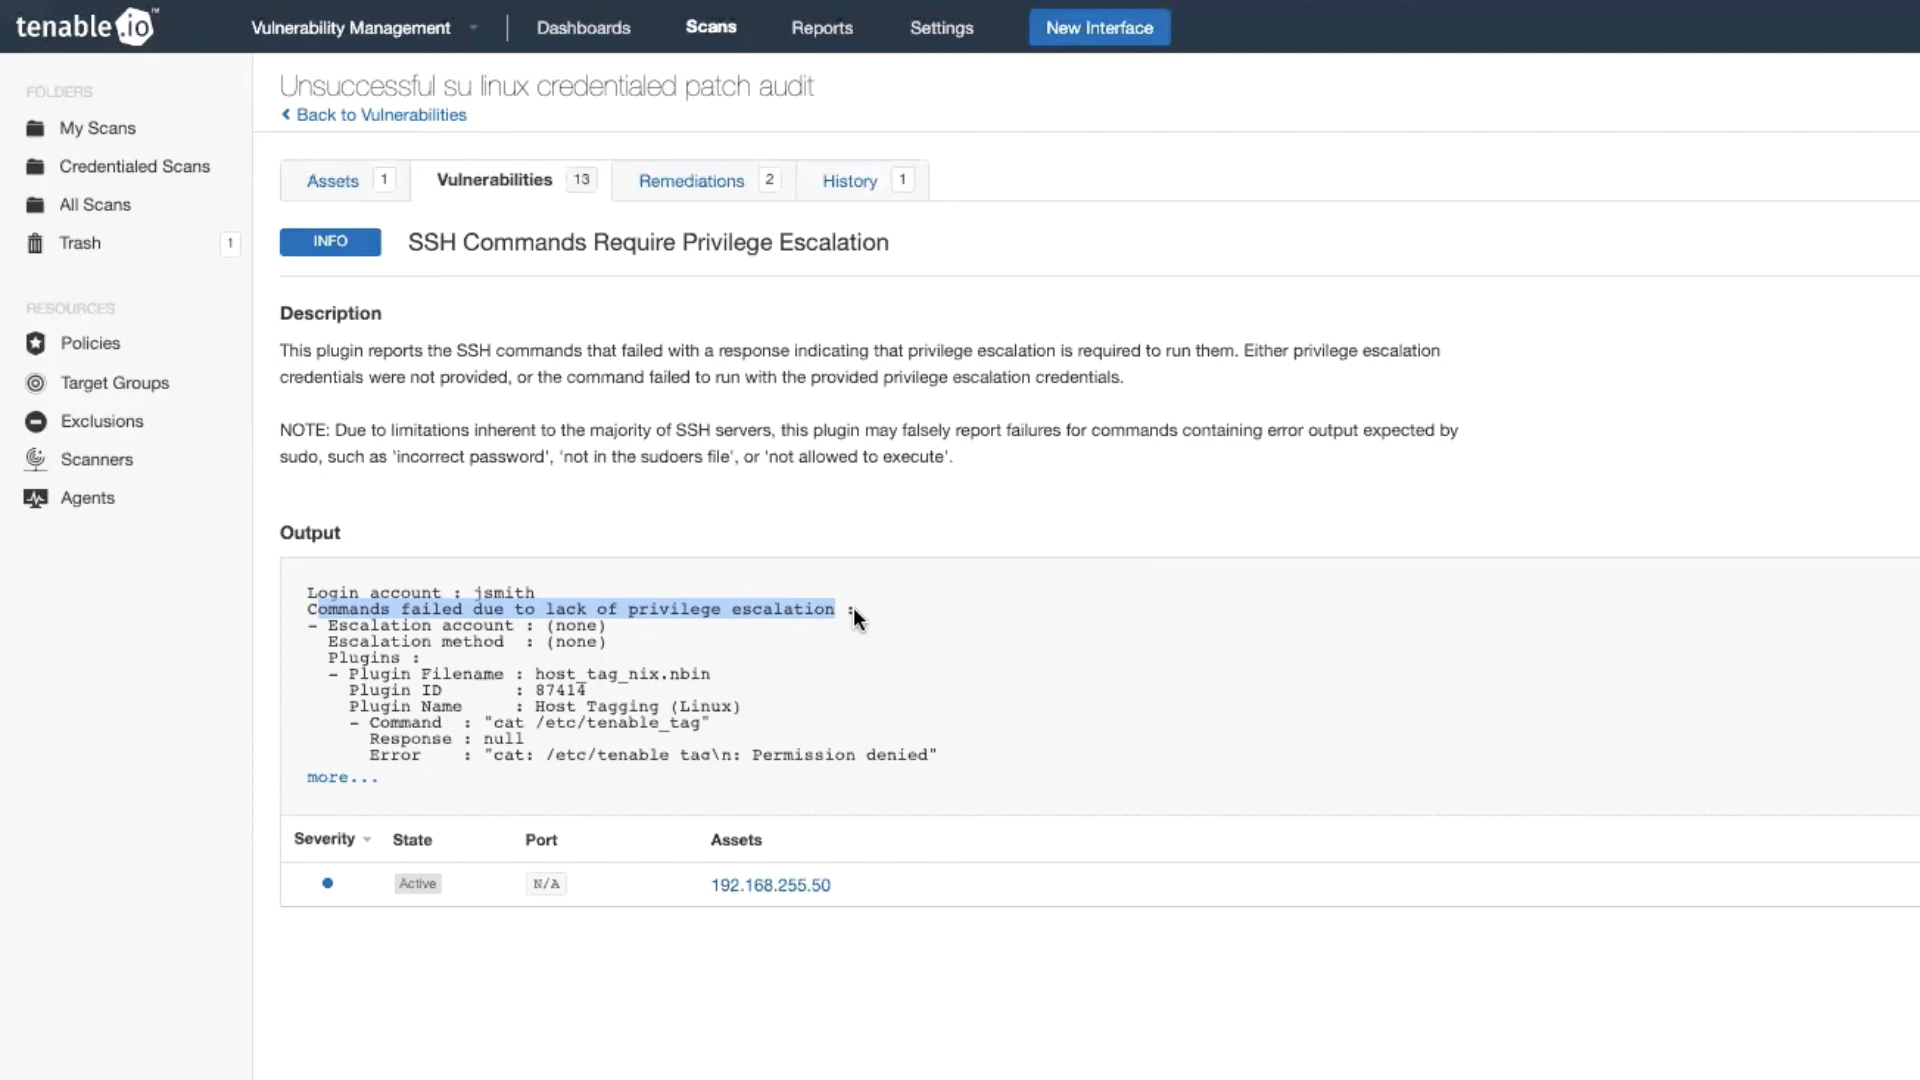 tenable.io™
Vulnerability Management
Dashboards
Scans
Reports
Settings
New Interface
FOLDERS
My Scans
Credentialed Scans
All Scans
Trash 1
RESOURCES
Policies
Target Groups
Exclusions
Scanners
Agents
Unsuccessful su linux credentialed patch audit
Back to Vulnerabilities
Assets 1
Vulnerabilities 13
Remediations 2
History 1
INFO SSH Commands Require Privilege Escalation
Description
This plugin reports the SSH commands that failed with a response indicating that privilege escalation is required to run them. Either privilege escalation
credentials were not provided, or the command failed to run with the provided privilege escalation credentials.
NOTE: Due to limitations inherent to the majority of SSH servers, this plugin may falsely report failures for commands containing error output expected by
sudo, such as 'incorrect password', 'not in the sudoers file', or 'not allowed to execute'.
Output
Login account : jsmith
Commands failed due to lack of privilege escalation :
- Escalation account : (none)
Escalation method : (none)
Plugins :
- Plugin Filename : host_tag_nix.nbin
Plugin ID : 87414
Plugin Name : Host Tagging (Linux)
- Command : "cat /etc/tenable_tag"
Response : null
Error : "cat: /etc/tenable_tag\n: Permission denied"
more...
Severity State Port Assets
Active N/A 192.168.255.50